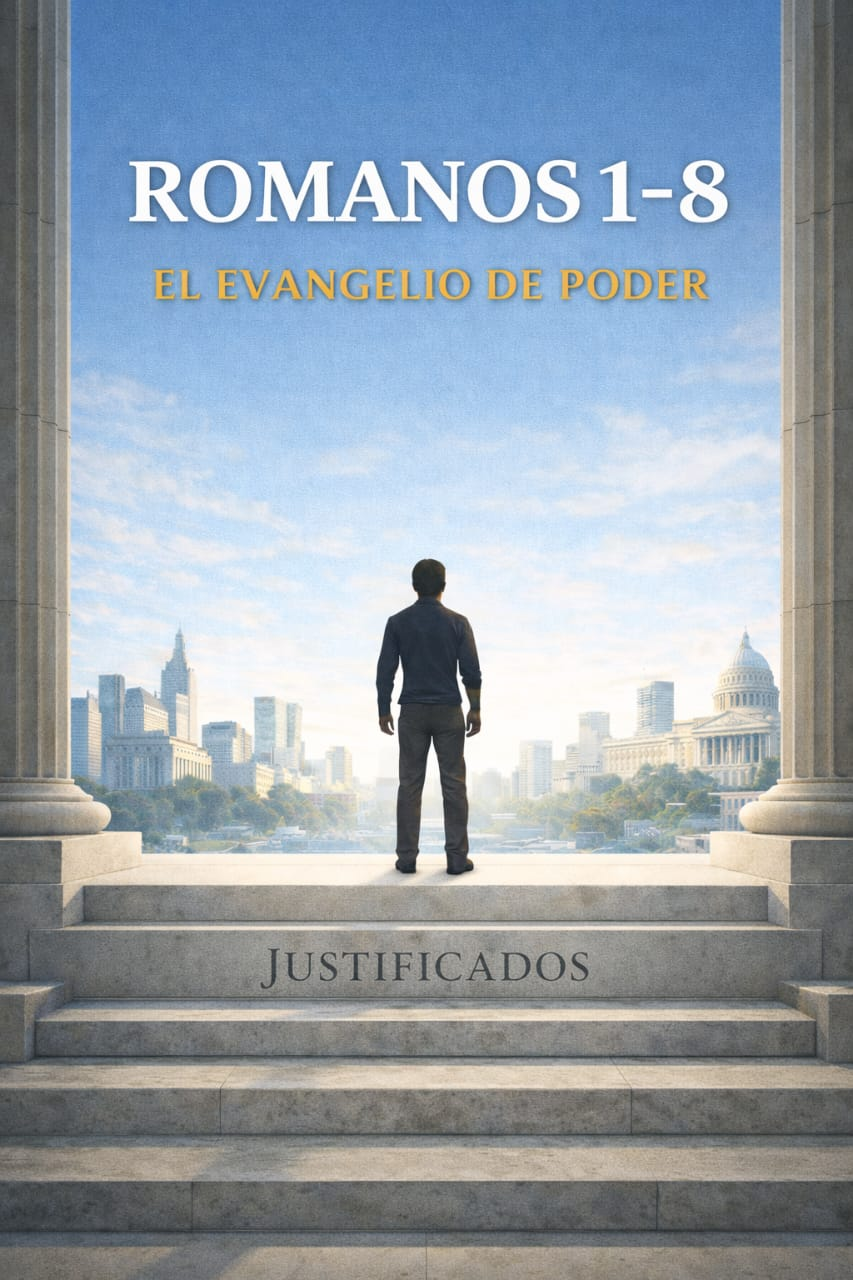 ROMANOS 1-8
EL EVANGELIO DE PODER
JUSTIFICADOS